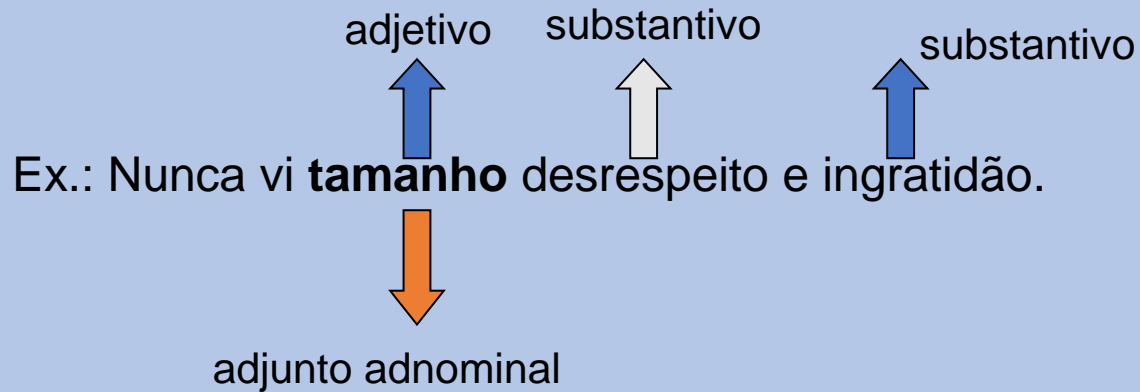 adjetivo
substantivo
substantivo
Ex.: Nunca vi tamanho desrespeito e ingratidão.
adjunto adnominal